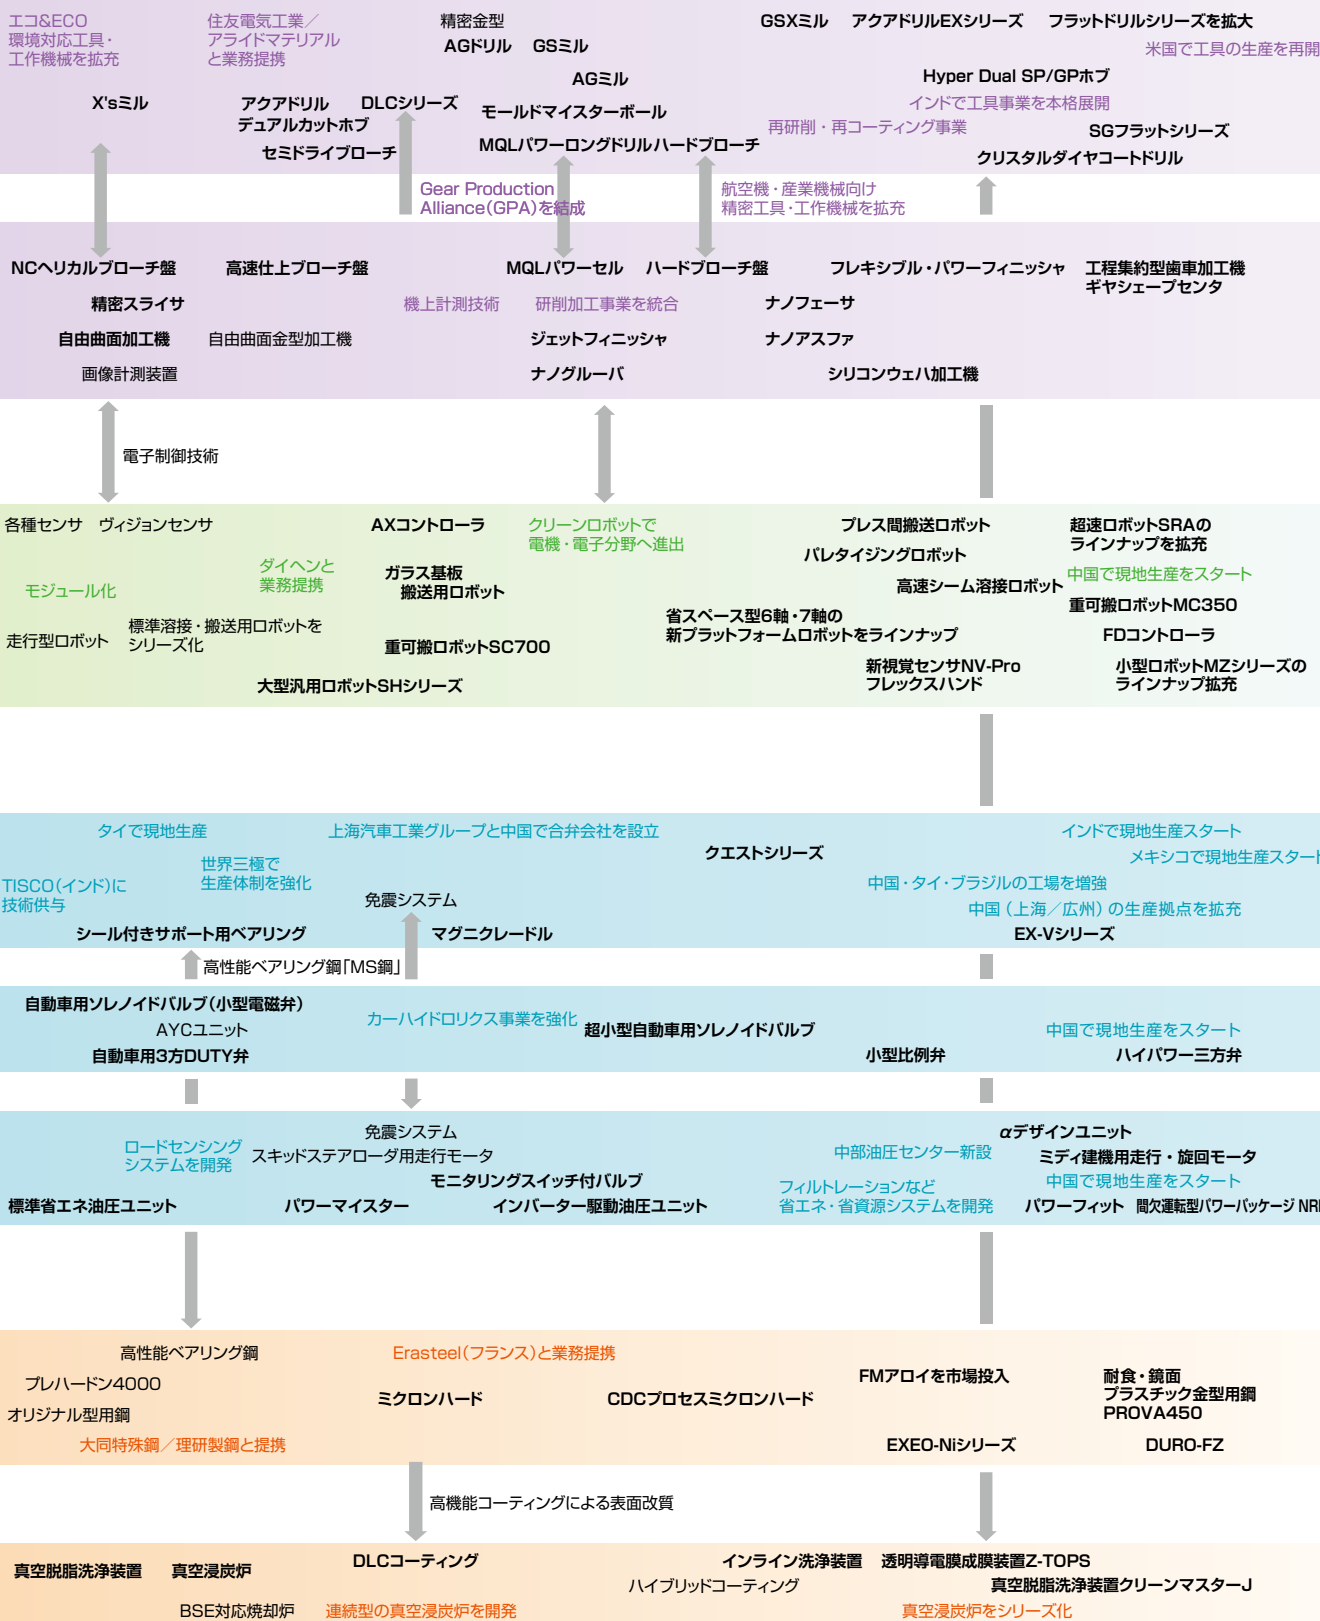 エコ&ECO
環境対応工具・
工作機械を拡充
住友電気工業／
アライドマテリアル
と業務提携
精密金型
AGドリル
GSミル
AGミル
GSXミル
アクアドリルEXシリーズ
フラットドリルシリーズを拡大
米国で工具の生産を再開
Hyper Dual SP/GPホブ
X'sミル
アクアドリル
デュアルカットホブ
DLCシリーズ
セミドライブローチ
モールドマイスターボール
MQLパワーロングドリル
ハードブローチ
インドで工具事業を本格展開
再研削・再コーティング事業
SGフラットシリーズ
クリスタルダイヤコートドリル
Gear Production
Alliance(GPA)を結成
航空機・産業機械向け
精密工具・工作機械を拡充
NCヘリカルブローチ盤
高速仕上ブローチ盤
MQLパワーセル
ハードブローチ盤
フレキシブル・パワーフィニッシャ
工程集約型歯車加工機
ギヤシェープセンタ
精密スライサ
機上計測技術
研削加工事業を統合
ナノフェーサ
自由曲面加工機
自由曲面金型加工機
ジェットフィニッシャ
ナノアスファ
画像計測装置
ナノグルーバ
シリコンウェハ加工機
電子制御技術
各種センサ
ヴィジョンセンサ
AXコントローラ
クリーンロボットで
電機・電子分野へ進出
プレス間搬送ロボット
超速ロボットSRAの
ラインナップを拡充
パレタイジングロボット
モジュール化
ダイヘンと
業務提携
ガラス基板
搬送用ロボット
高速シーム溶接ロボット
中国で現地生産をスタート
重可搬ロボットMC350
走行型ロボット
標準溶接・搬送用ロボットを
シリーズ化
重可搬ロボットSC700
省スペース型6軸・7軸の
新プラットフォームロボットをラインナップ
FDコントローラ
大型汎用ロボットSHシリーズ
新視覚センサNV-Pro
フレックスハンド
小型ロボットMZシリーズの
ラインナップ拡充
タイで現地生産
上海汽車工業グループと中国で合弁会社を設立
クエストシリーズ
インドで現地生産スタート
メキシコで現地生産スタート
世界三極で
生産体制を強化
TISCO(インド)に
技術供与
免震システム
中国・タイ・ブラジルの工場を増強
中国（上海／広州）の生産拠点を拡充
シール付きサポート用ベアリング
マグニクレードル
EX-Vシリーズ
高性能ベアリング鋼「MS鋼」
自動車用ソレノイドバルブ(小型電磁弁)
AYCユニット
自動車用3方DUTY弁
カーハイドロリクス事業を強化
超小型自動車用ソレノイドバルブ
小型比例弁
中国で現地生産をスタート
ハイパワー三方弁
ロードセンシング
システムを開発
免震システム
スキッドステアローダ用走行モータ
モニタリングスイッチ付バルブ
中部油圧センター新設
αデザインユニット
ミディ建機用走行・旋回モータ
中国で現地生産をスタート
標準省エネ油圧ユニット
パワーマイスター
インバーター駆動油圧ユニット
フィルトレーションなど
省エネ・省資源システムを開発
パワーフィット
間欠運転型パワーパッケージ
高性能ベアリング鋼
Erasteel(フランス)と業務提携
プレハードン4000
オリジナル型用鋼
ミクロンハード
CDCプロセスミクロンハード
FMアロイを市場投入
耐食・鏡面
プラスチック金型用鋼
PROVA450
大同特殊鋼／理研製鋼と提携
EXEO-Niシリーズ
DURO-FZ
高機能コーティングによる表面改質
真空脱脂洗浄装置
真空浸炭炉
DLCコーティング
インライン洗浄装置
透明導電膜成膜装置Z-TOPS
ハイブリッドコーティング
真空脱脂洗浄装置クリーンマスターJ
BSE対応焼却炉
連続型の真空浸炭炉を開発
真空浸炭炉をシリーズ化